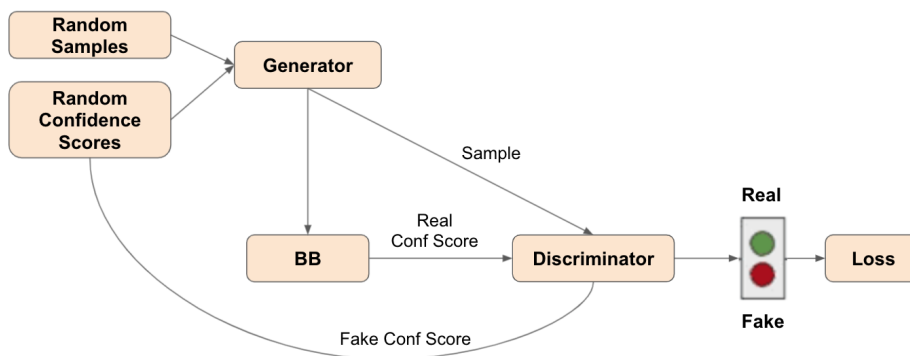 Random
Samples
Generator
Random
Confidence
Scores
Sample
Real
Real
Conf Score
BB
Discriminator
Loss
Fake
Fake Conf Score